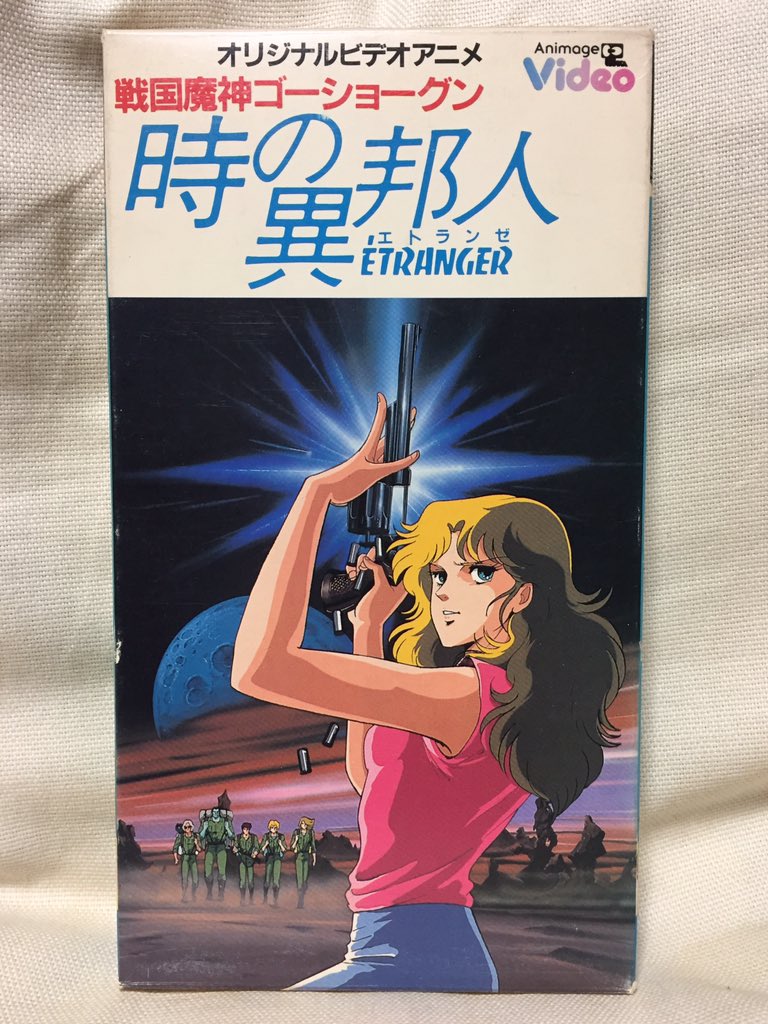 オリジナルビデオアニメ
Animage
Video
戦国魔神ゴーショーグン
時の異邦人
エトランゼ
ÉTRANGER